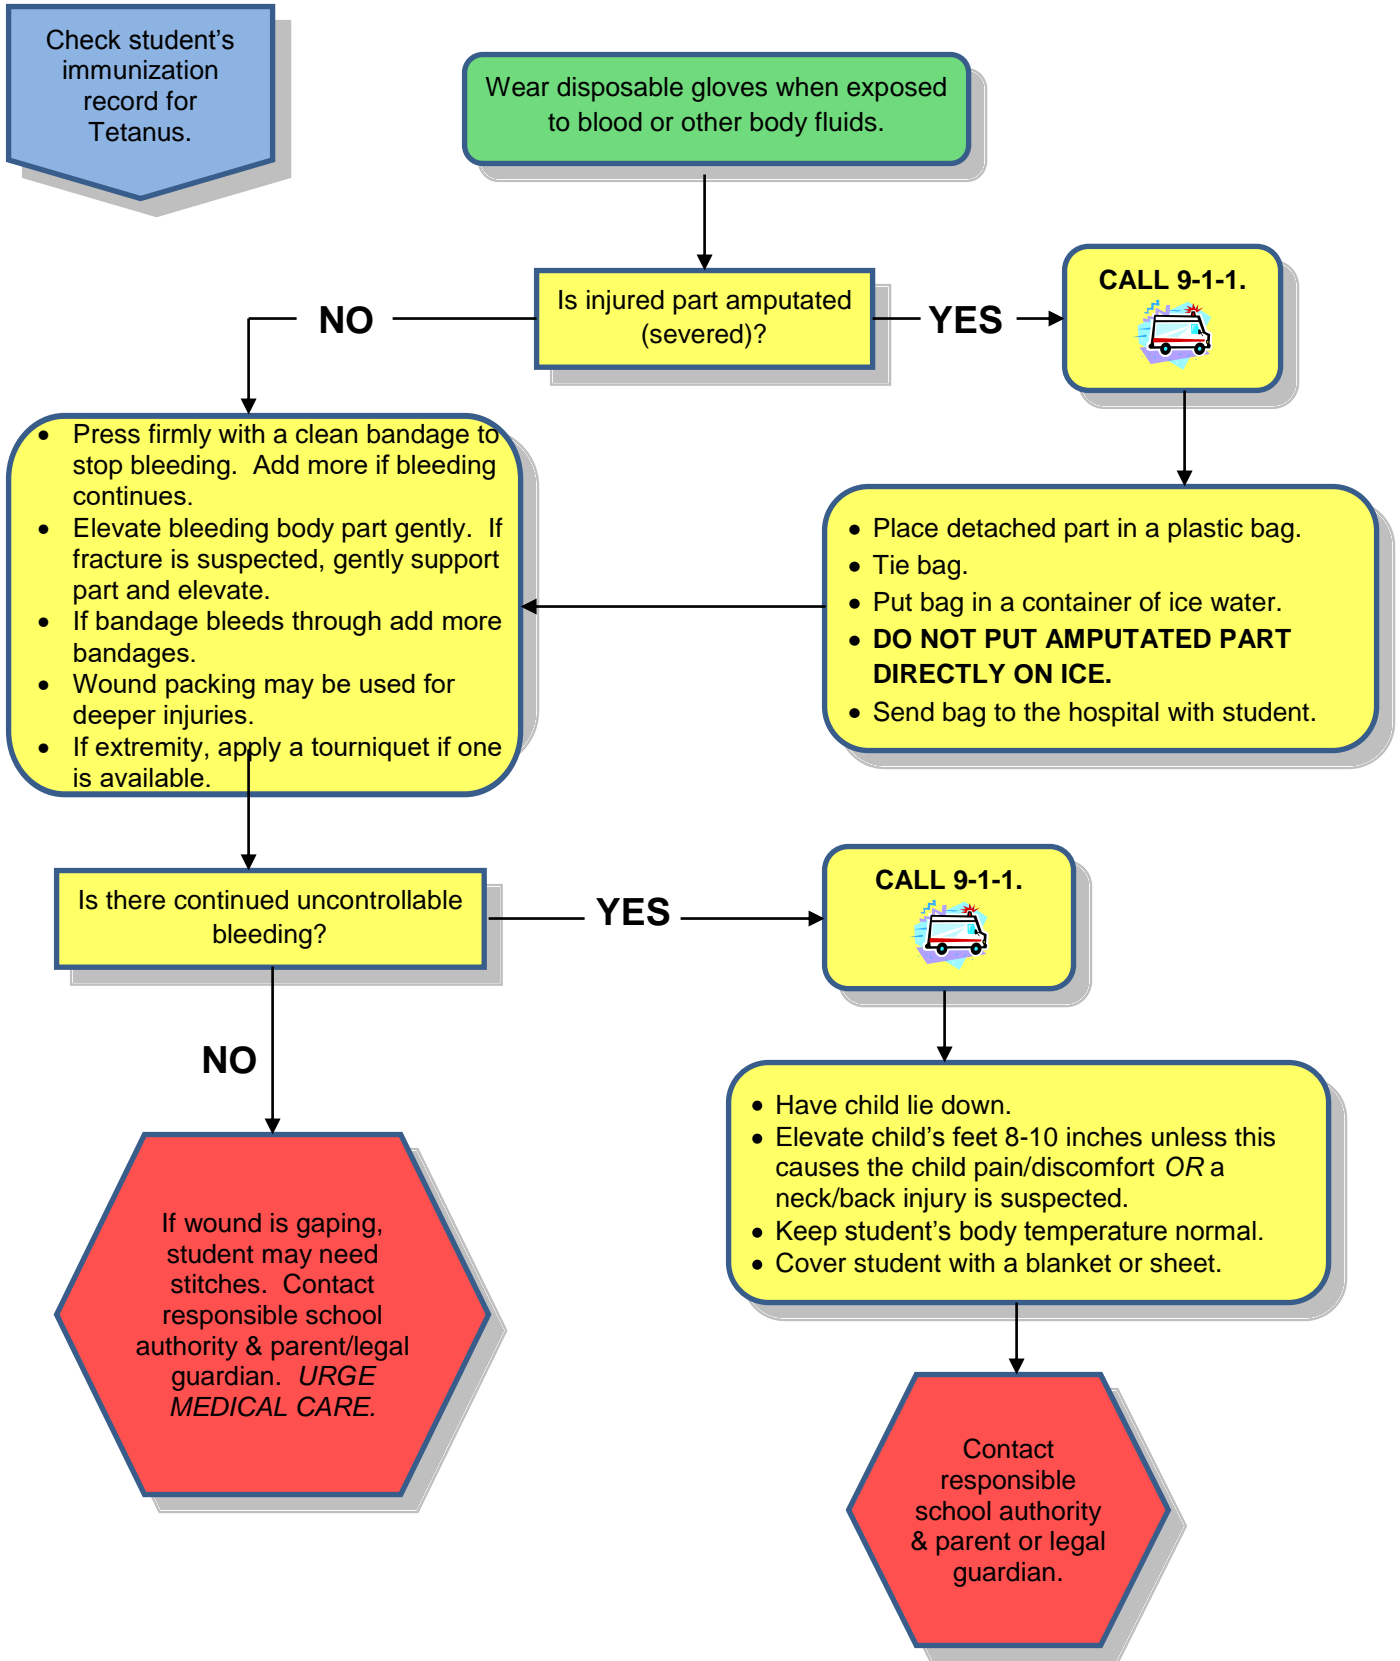 Check student’s
immunization
record for
Tetanus.
Wear disposable gloves when exposed
to blood or other body fluids.
Is injured part amputated
(severed)?
NO
YES
CALL 9-1-1.
• Press firmly with a clean bandage to
stop bleeding.  Add more if bleeding
continues.
• Elevate bleeding body part gently.  If
fracture is suspected, gently support
part and elevate.
• If bandage bleeds through add more
bandages.
• Wound packing may be used for
deeper injuries.
• If extremity, apply a tourniquet if one
is available.
• Place detached part in a plastic bag.
• Tie bag.
• Put bag in a container of ice water.
• DO NOT PUT AMPUTATED PART
DIRECTLY ON ICE.
• Send bag to the hospital with student.
Is there continued uncontrollable
bleeding?
YES
CALL 9-1-1.
NO
• Have child lie down.
• Elevate child’s feet 8-10 inches unless this
causes the child pain/discomfort OR a
neck/back injury is suspected.
• Keep student’s body temperature normal.
• Cover student with a blanket or sheet.
If wound is gaping,
student may need
stitches.  Contact
responsible school
authority & parent/legal
guardian.  URGE
MEDICAL CARE.
Contact
responsible
school authority
& parent or legal
guardian.